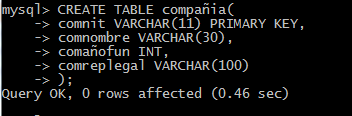 mysql> CREATE TABLE compañia(
    -> comnit VARCHAR(11) PRIMARY KEY,
    -> comnombre VARCHAR(30),
    -> comañofun INT,
    -> comreplegal VARCHAR(100)
    -> );
Query OK, 0 rows affected (0.46 sec)